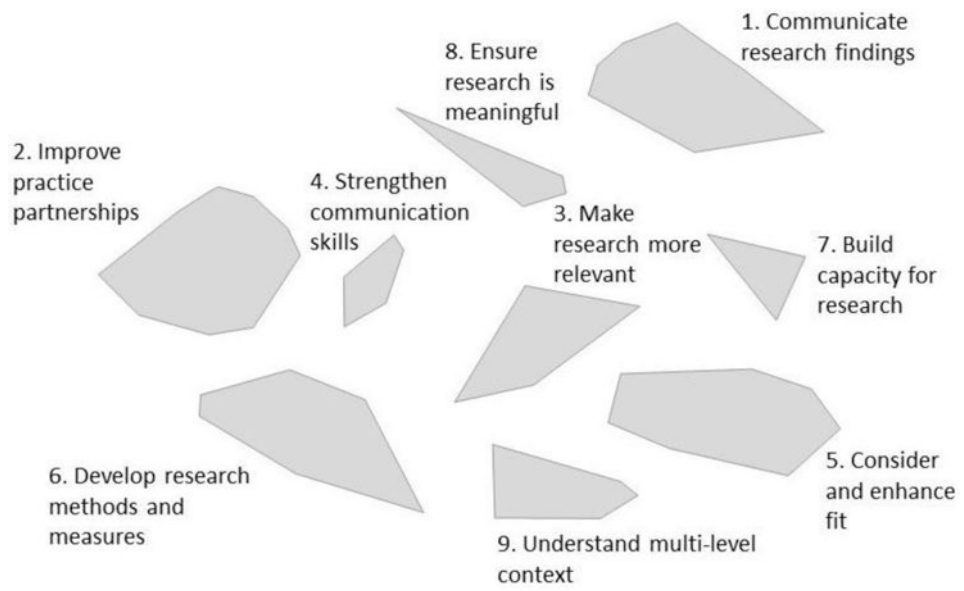 1. Communicate
research findings
8. Ensure
research is
meaningful
2. Improve
practice
partnerships
4. Strengthen
communication
skills
3. Make
research more
relevant
7. Build
capacity for
research
6. Develop research
methods and
measures
5. Consider
and enhance
fit
9. Understand multi-level
context